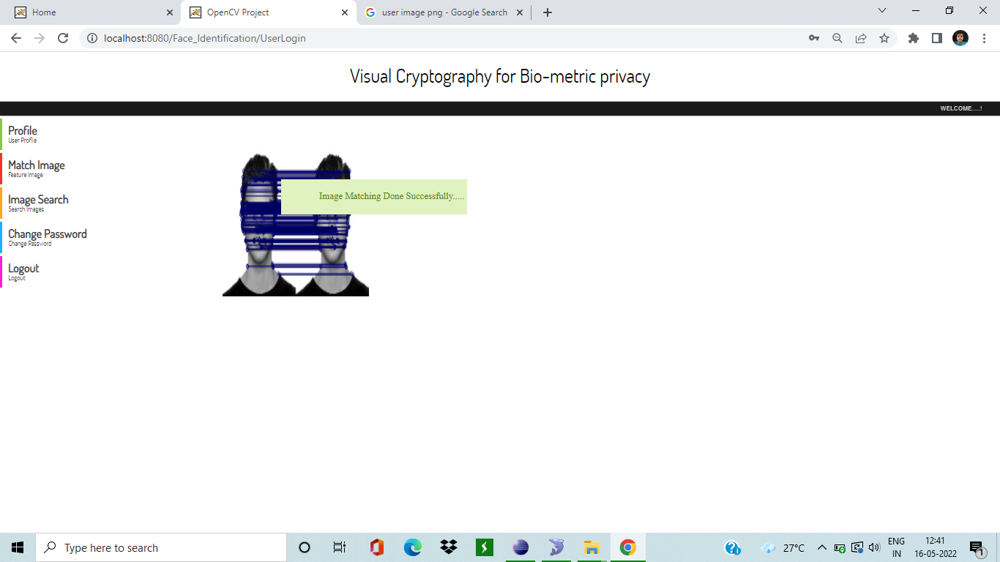 Home
OpenCV Project
user image png - Google Search
localhost:8080/Face_Identification/UserLogin
Visual Cryptography for Bio-metric privacy
WELCOME....!
Profile
User Profile
Match Image
Feature Image
Image Search
Search Images
Change Password
Change Password
Logout
Logout
Image Matching Done Successfully.....
Type here to search
27°C
ENG
IN
12:41
16-05-2022
1